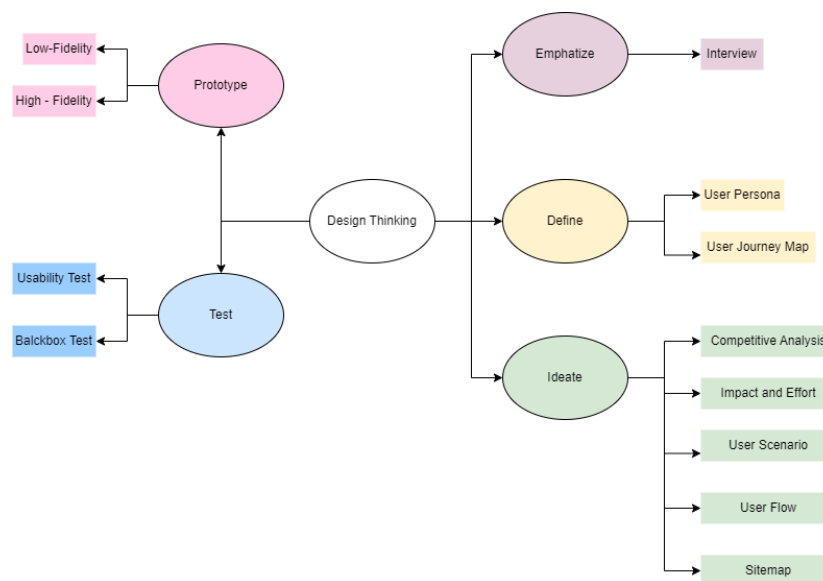 Low-Fidelity
High - Fidelity
Prototype
Emphatize
Interview
Design Thinking
Define
User Persona
User Journey Map
Usability Test
Balckbox Test
Test
Ideate
Competitive Analysis
Impact and Effort
User Scenario
User Flow
Sitemap